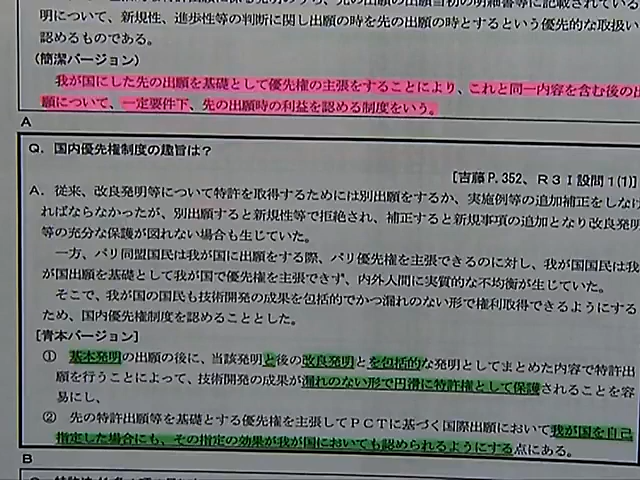 明について、新規性、進歩性等の判断に関し出願の時を先の出願の時とするという優先的な取扱い
認めるものである。
(簡潔バージョン)
我が国にした先の出願を基礎として優先権の主張をすることにより、これと同一内容を含む後の出
願について、一定要件下、先の出願時の利益を認める制度をいう。
A
Q. 国内優先権制度の趣旨は?
[吉藤P.352、R3Ⅰ設問1(1)]
A. 従来、改良発明等について特許を取得するためには別出願をするか、実施例等の追加補正をしなけ
ればならなかったが、別出願すると新規性等で拒絶され、補正すると新規事項の追加となり改良発明
等の充分な保護が図れない場合も生じていた。
一方、パリ同盟国民は我が国に出願をする際、パリ優先権を主張できるのに対し、我が国国民は我
が国出願を基礎として我が国で優先権を主張できず、内外人間に実質的な不均衡が生じていた。
そこで、我が国の国民も技術開発の成果を包括的でかつ漏れのない形で権利取得できるようにする
ため、国内優先権制度を認めることとした。
[青本バージョン]
① 基本発明の出願の後に、当該発明と後の改良発明とを包括的な発明としてまとめた内容で特許出
願を行うことによって、技術開発の成果が漏れのない形で円滑に特許権として保護されることを容
易にし、
② 先の特許出願等を基礎とする優先権を主張してPCTに基づく国際出願において我が国を自己
指定した場合にも、その指定の効果が我が国においても認められるようにする点にある。
B